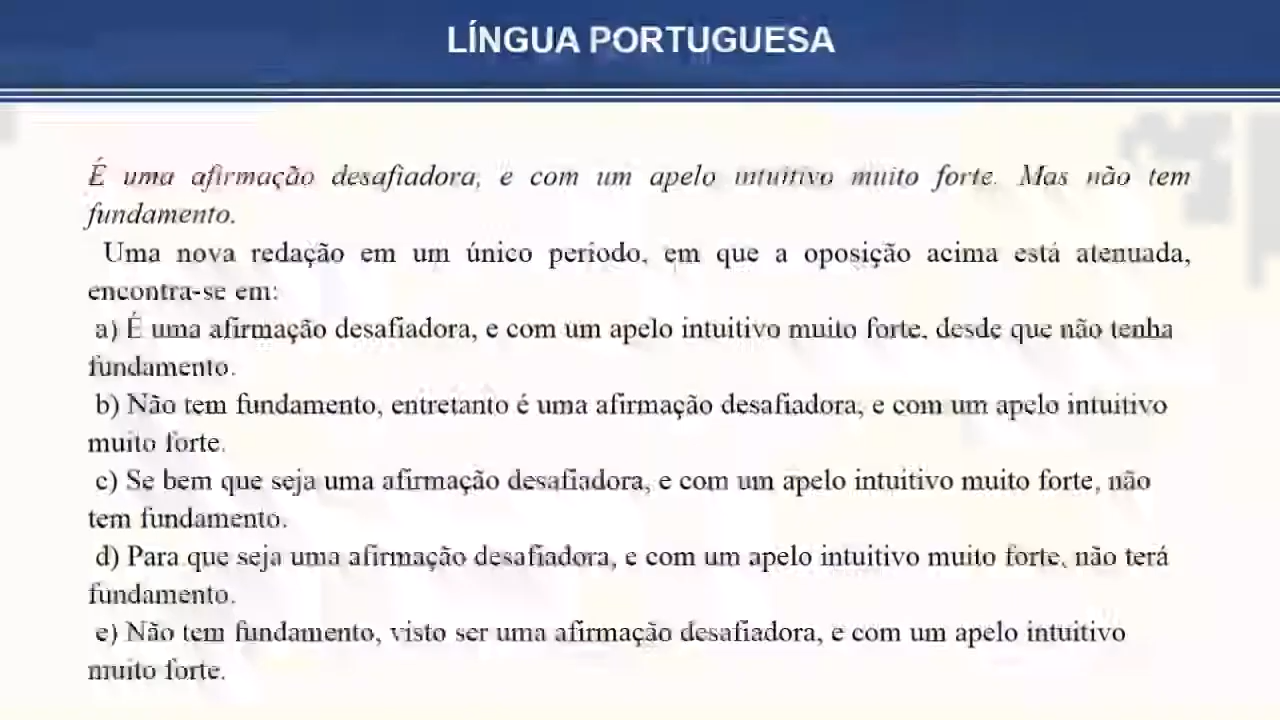 LÍNGUA PORTUGUESA
É uma afirmação desafiadora, e com um apelo intuitivo muito forte. Mas não tem
fundamento.
Uma nova redação em um único período, em que a oposição acima está atenuada,
encontra-se em:
a) É uma afirmação desafiadora, e com um apelo intuitivo muito forte, desde que não tenha
fundamento.
b) Não tem fundamento, entretanto é uma afirmação desafiadora, e com um apelo intuitivo
muito forte.
c) Se bem que seja uma afirmação desafiadora, e com um apelo intuitivo muito forte, não
tem fundamento.
d) Para que seja uma afirmação desafiadora, e com um apelo intuitivo muito forte, não terá
fundamento.
e) Não tem fundamento, visto ser uma afirmação desafiadora, e com um apelo intuitivo
muito forte.